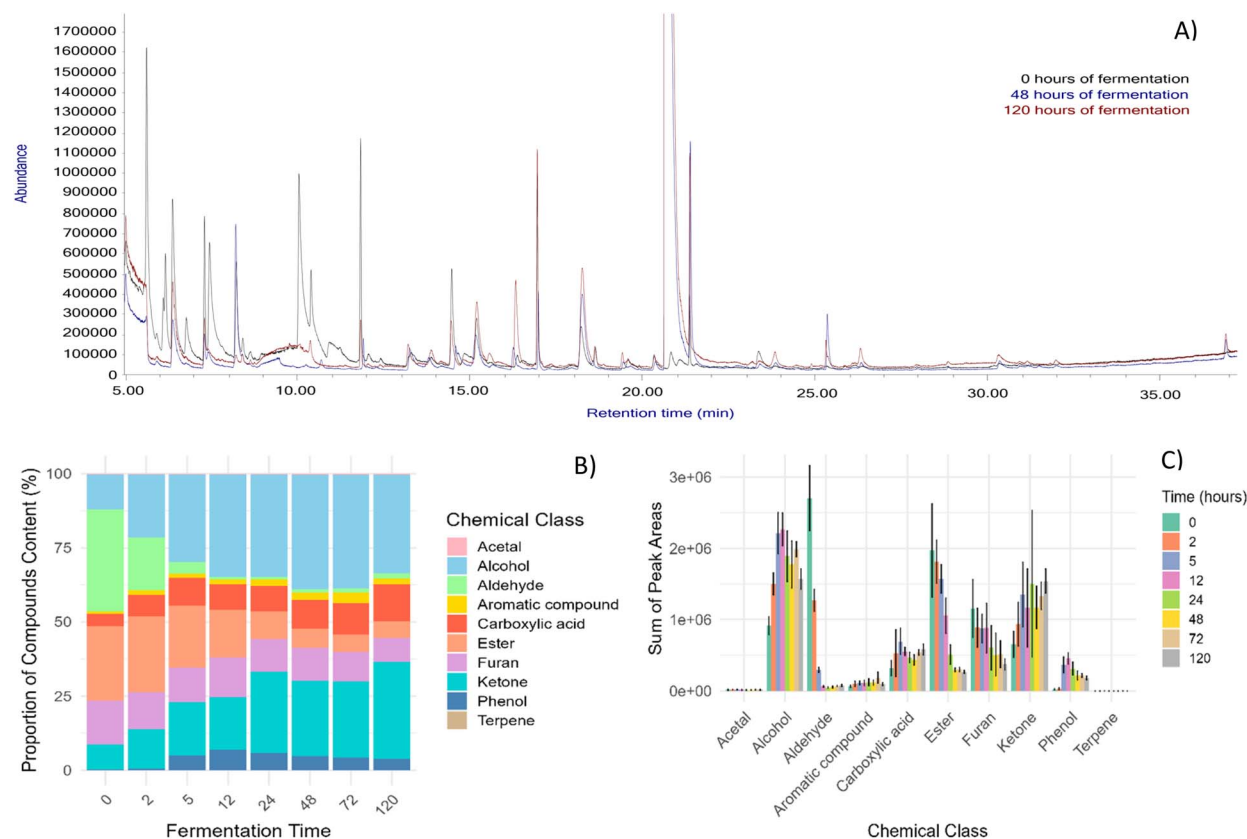 A)
1700000
1600000
1500000
1400000
1300000
1200000
1100000
1000000
900000
800000
700000
600000
500000
400000
300000
200000
100000
0
Abundance
0 hours of fermentation
48 hours of fermentation
120 hours of fermentation
5.00 10.00 15.00 20.00 25.00 30.00 35.00
Retention time (min)
B)
Proportion of Compounds Content (%)
100
75
50
25
0
0 2 5 12 24 48 72 120
Fermentation Time
Chemical Class
Acetal
Alcohol
Aldehyde
Aromatic compound
Carboxylic acid
Ester
Furan
Ketone
Phenol
Terpene
C)
Sum of Peak Areas
3e+06
2e+06
1e+06
0e+00
Acetal
Alcohol
Aldehyde
Aromatic compound
Carboxylic acid
Ester
Furan
Ketone
Phenol
Terpene
Chemical Class
Time (hours)
0
2
5
12
24
48
72
120